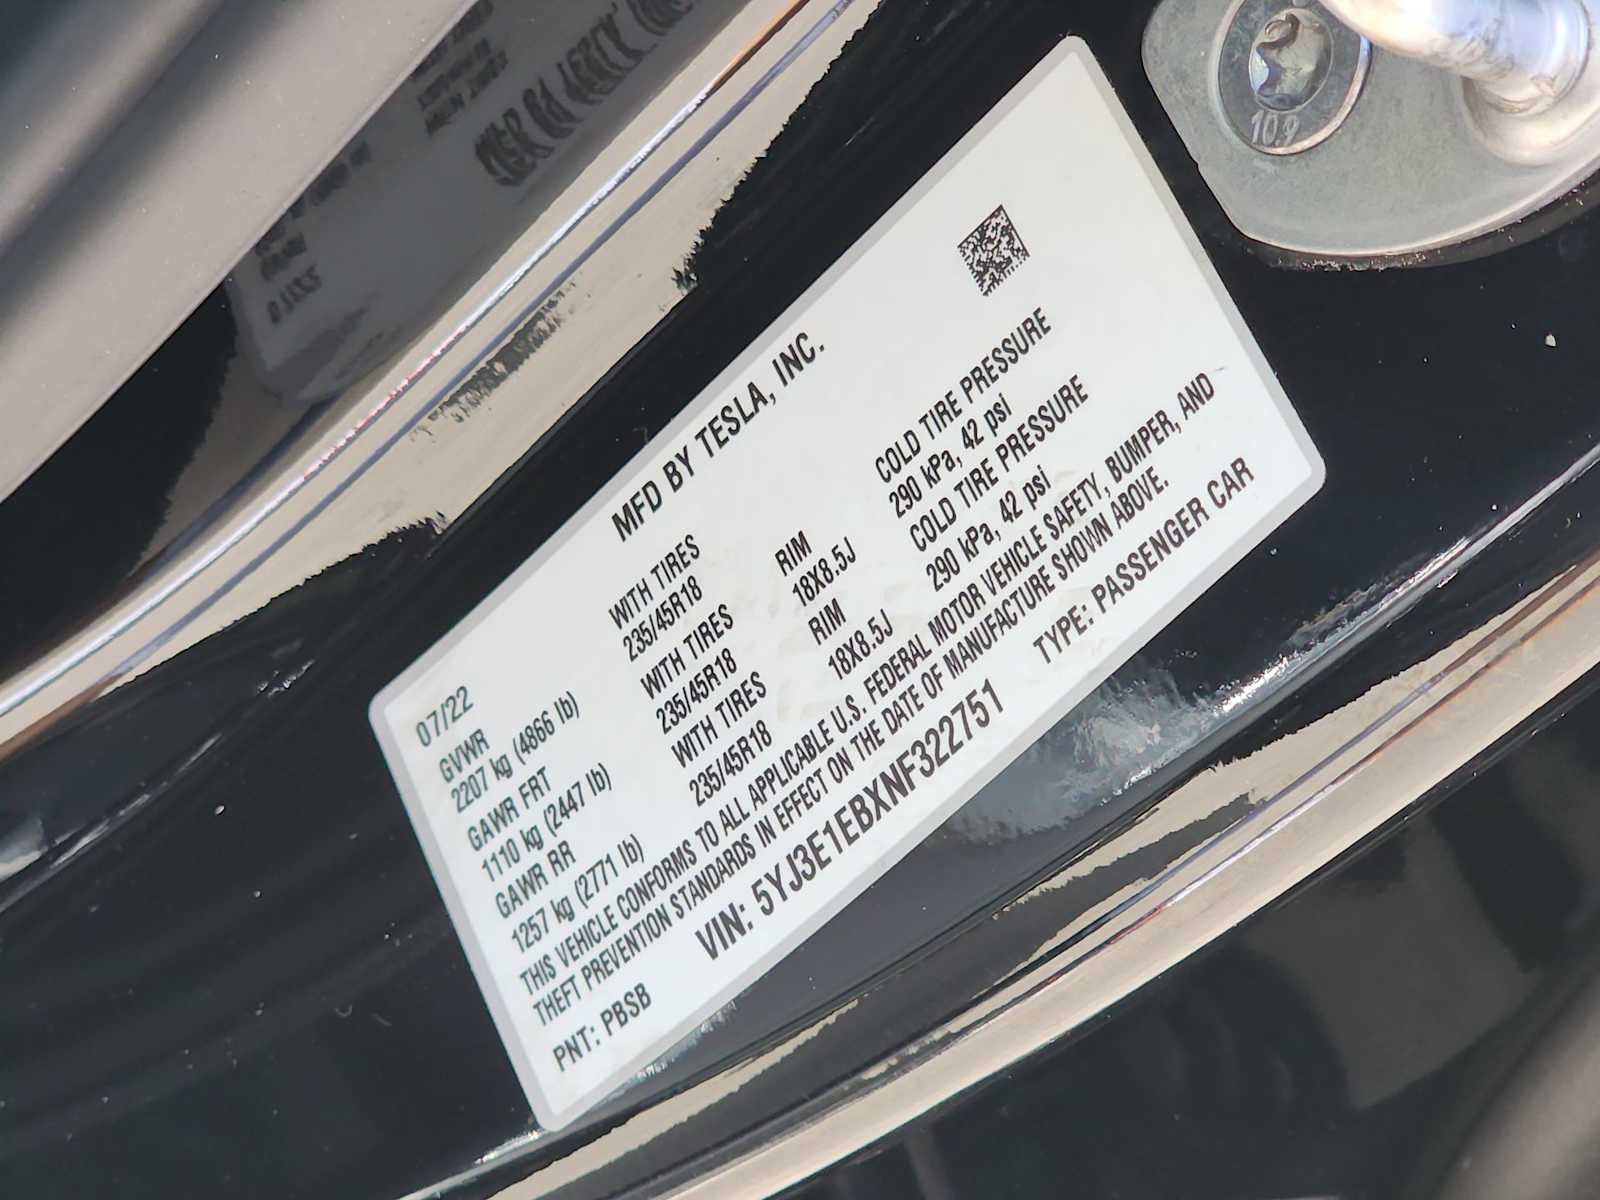 MFD BY TESLA, INC.
07/22
GVWR WITH TIRES RIM COLD TIRE PRESSURE
2207 kg (4866 lb) 235/45R18 18X8.5J 290 kPa, 42 psi
GAWR FRT WITH TIRES RIM COLD TIRE PRESSURE
1110 kg (2447 lb) 235/45R18 18X8.5J 290 kPa, 42 psi
GAWR RR WITH TIRES
1257 kg (2771 lb) 235/45R18
THIS VEHICLE CONFORMS TO ALL APPLICABLE U.S. FEDERAL MOTOR VEHICLE SAFETY, BUMPER, AND
THEFT PREVENTION STANDARDS IN EFFECT ON THE DATE OF MANUFACTURE SHOWN ABOVE.
VIN: 5YJ3E1EBXNF322751 TYPE: PASSENGER CAR
PNT: PBSB
109